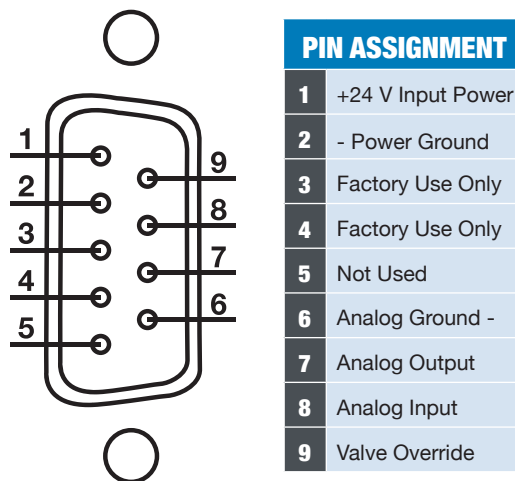 1
2
3
4
5
9
8
7
6
PIN ASSIGNMENT
1 +24 V Input Power
2 - Power Ground
3 Factory Use Only
4 Factory Use Only
5 Not Used
6 Analog Ground -
7 Analog Output
8 Analog Input
9 Valve Override